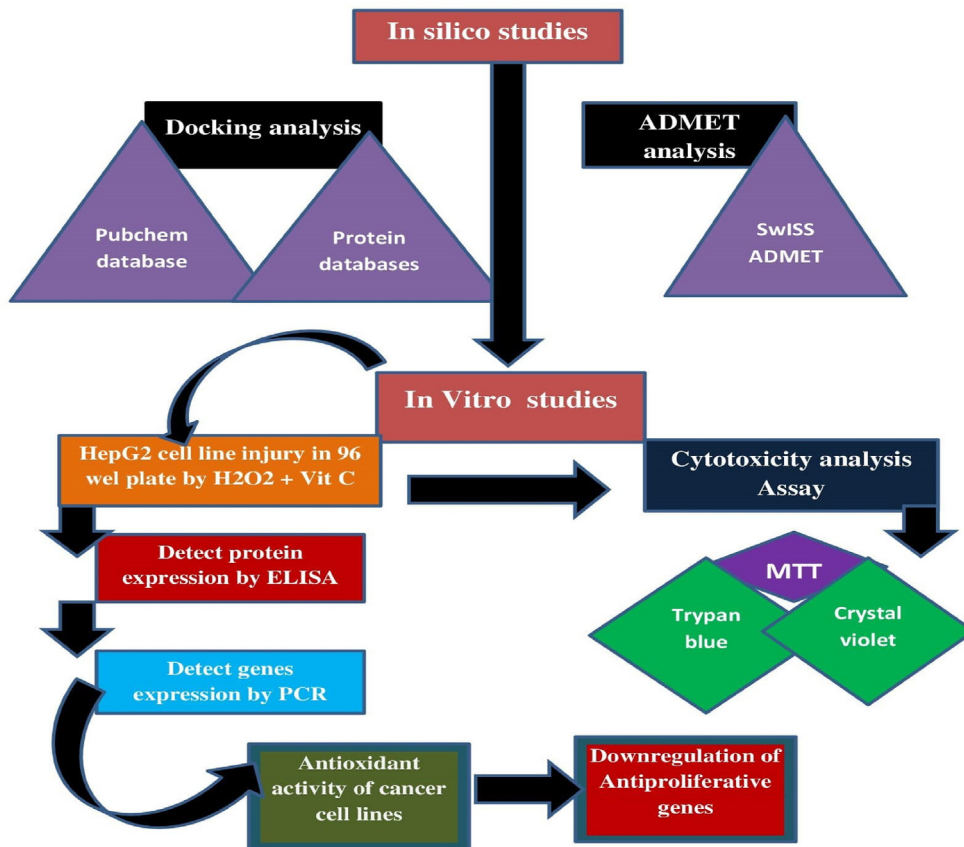 In silico studies
Docking analysis
ADMET
analysis
Pubchem
database
Protein
databases
SwISS
ADMET
In Vitro studies
HepG2 cell line injury in 96
wel plate by H2O2 + Vit C
Cytotoxicity analysis
Assay
Detect protein
expression by ELISA
MTT
Trypan
blue
Crystal
violet
Detect genes
expression by PCR
Antioxidant
activity of cancer
cell lines
Downregulation of
Antiproliferative
genes